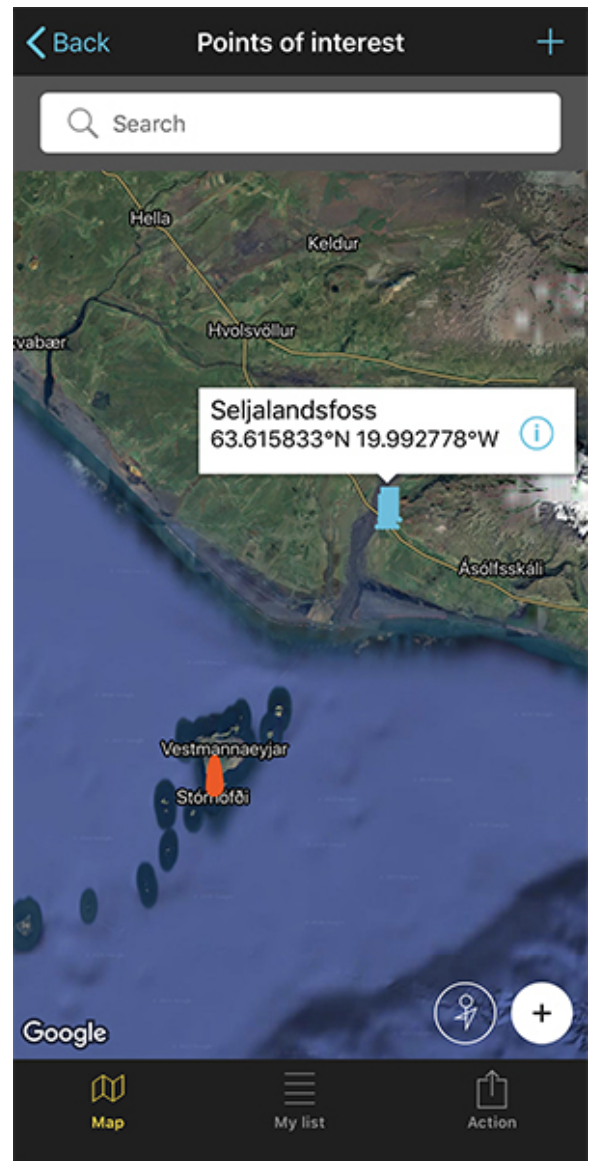 Back
Points of interest
Search
Hella
Keldur
vabær
Hvolsvöllur
Seljalandsfoss
63.615833°N 19.992778°W
Ásólfsskáli
Vestmannaeyjar
Stórhöfði
Google
Map
My list
Action